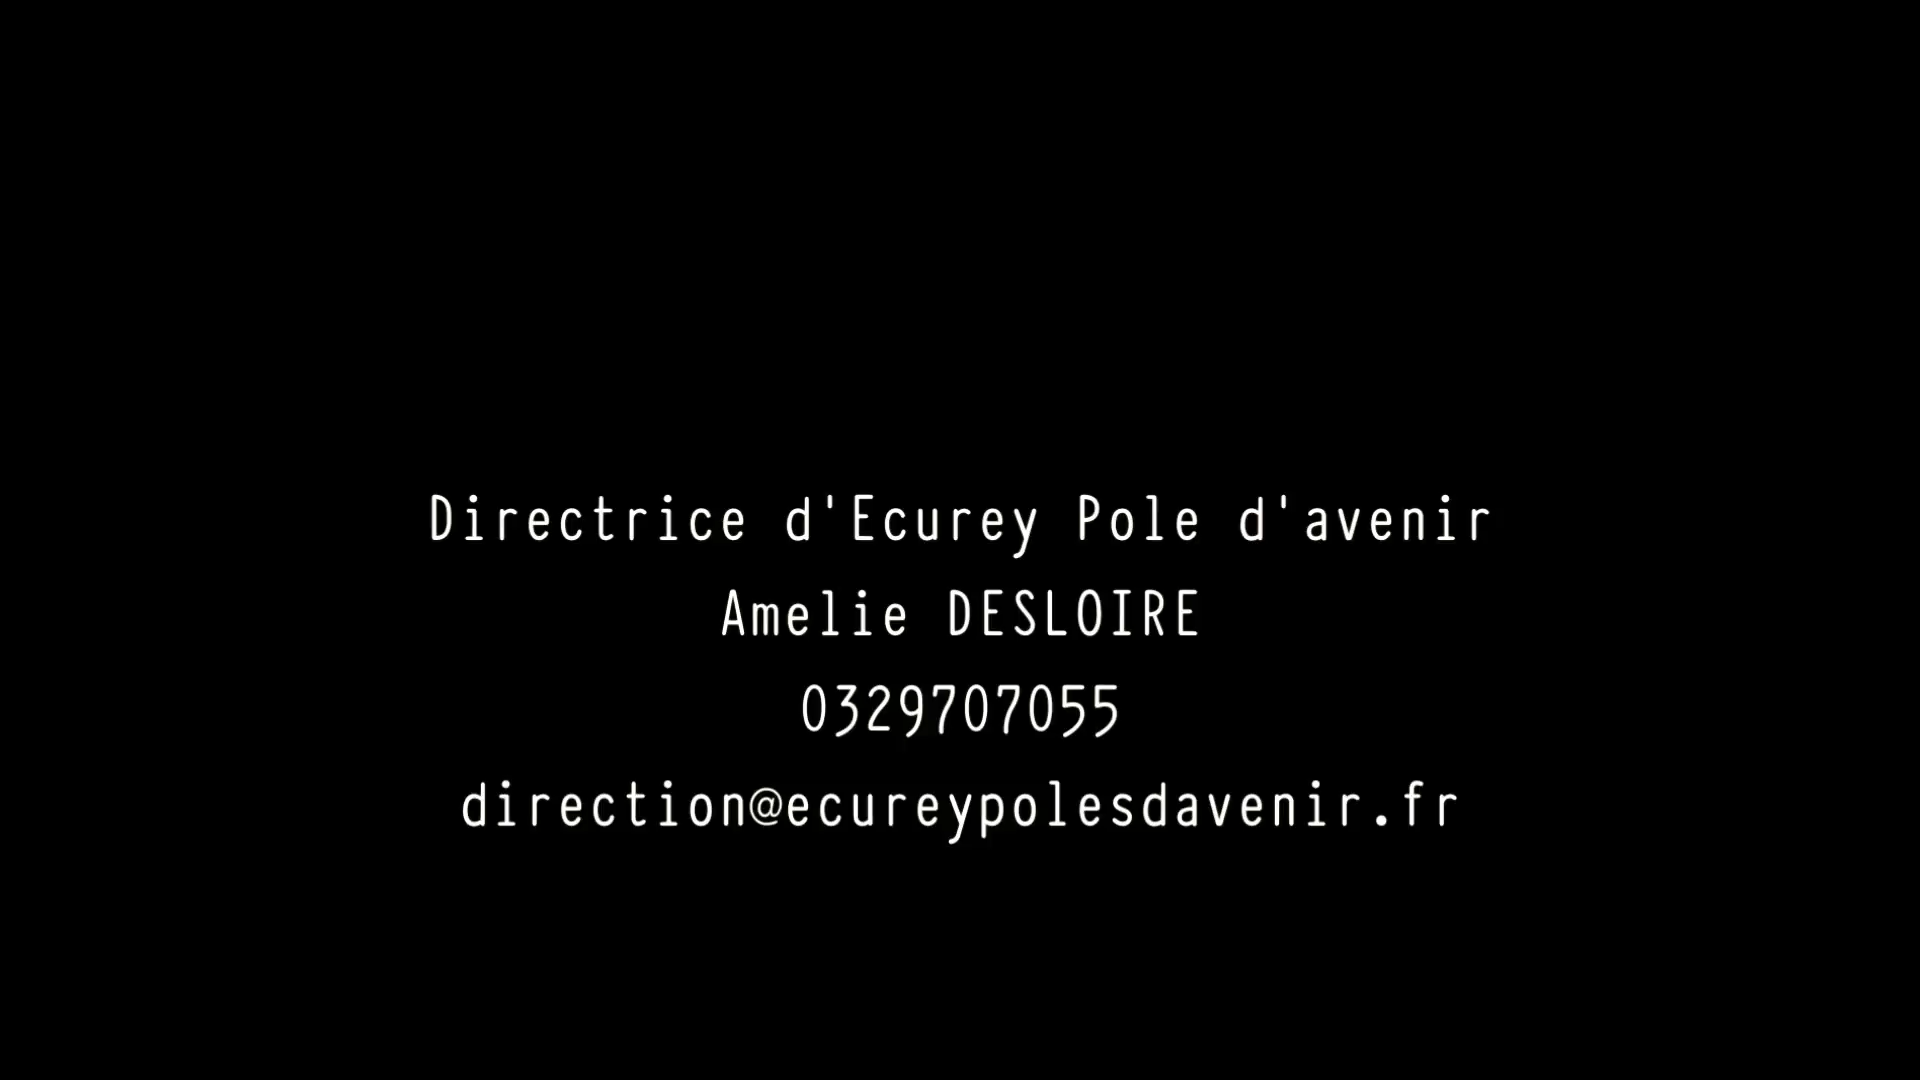 Directrice d'Ecurey Pole d'avenir
Amelie DESLOIRE
0329707055
direction@ecureypolesdavenir.fr